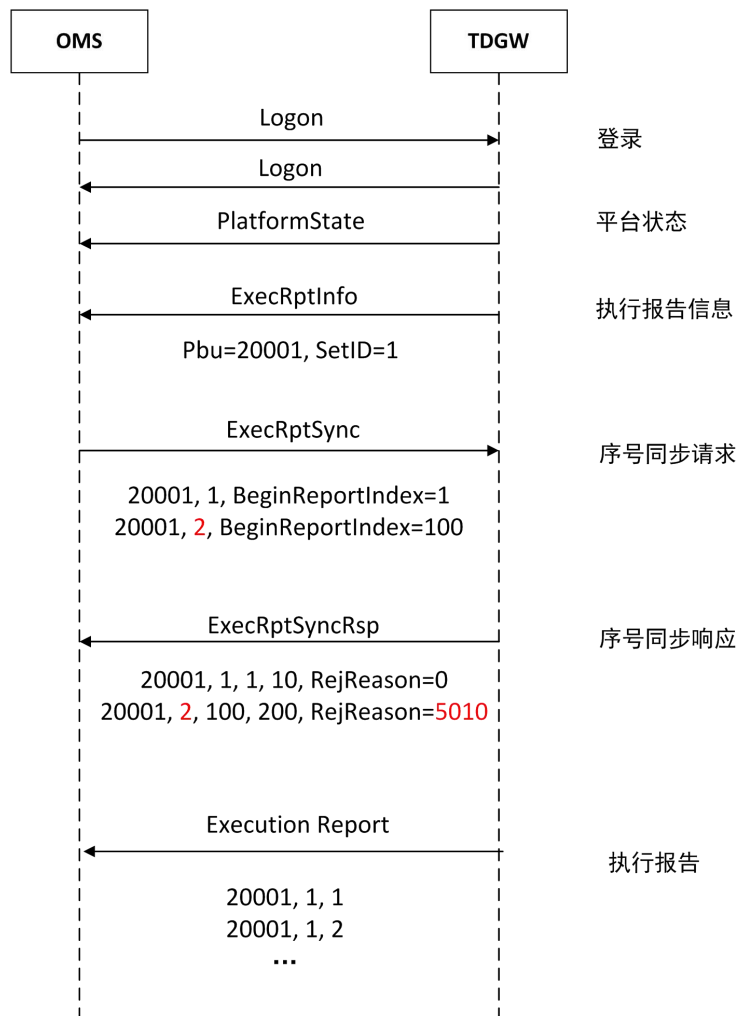 OMS
TDGW
Logon
登录
Logon
PlatformState
平台状态
ExecRptInfo
执行报告信息
Pbu=20001, SetID=1
ExecRptSync
序号同步请求
20001, 1, BeginReportIndex=1
20001, 2, BeginReportIndex=100
ExecRptSyncRsp
序号同步响应
20001, 1, 1, 10, RejReason=0
20001, 2, 100, 200, RejReason=5010
Execution Report
执行报告
20001, 1, 1
20001, 1, 2
...